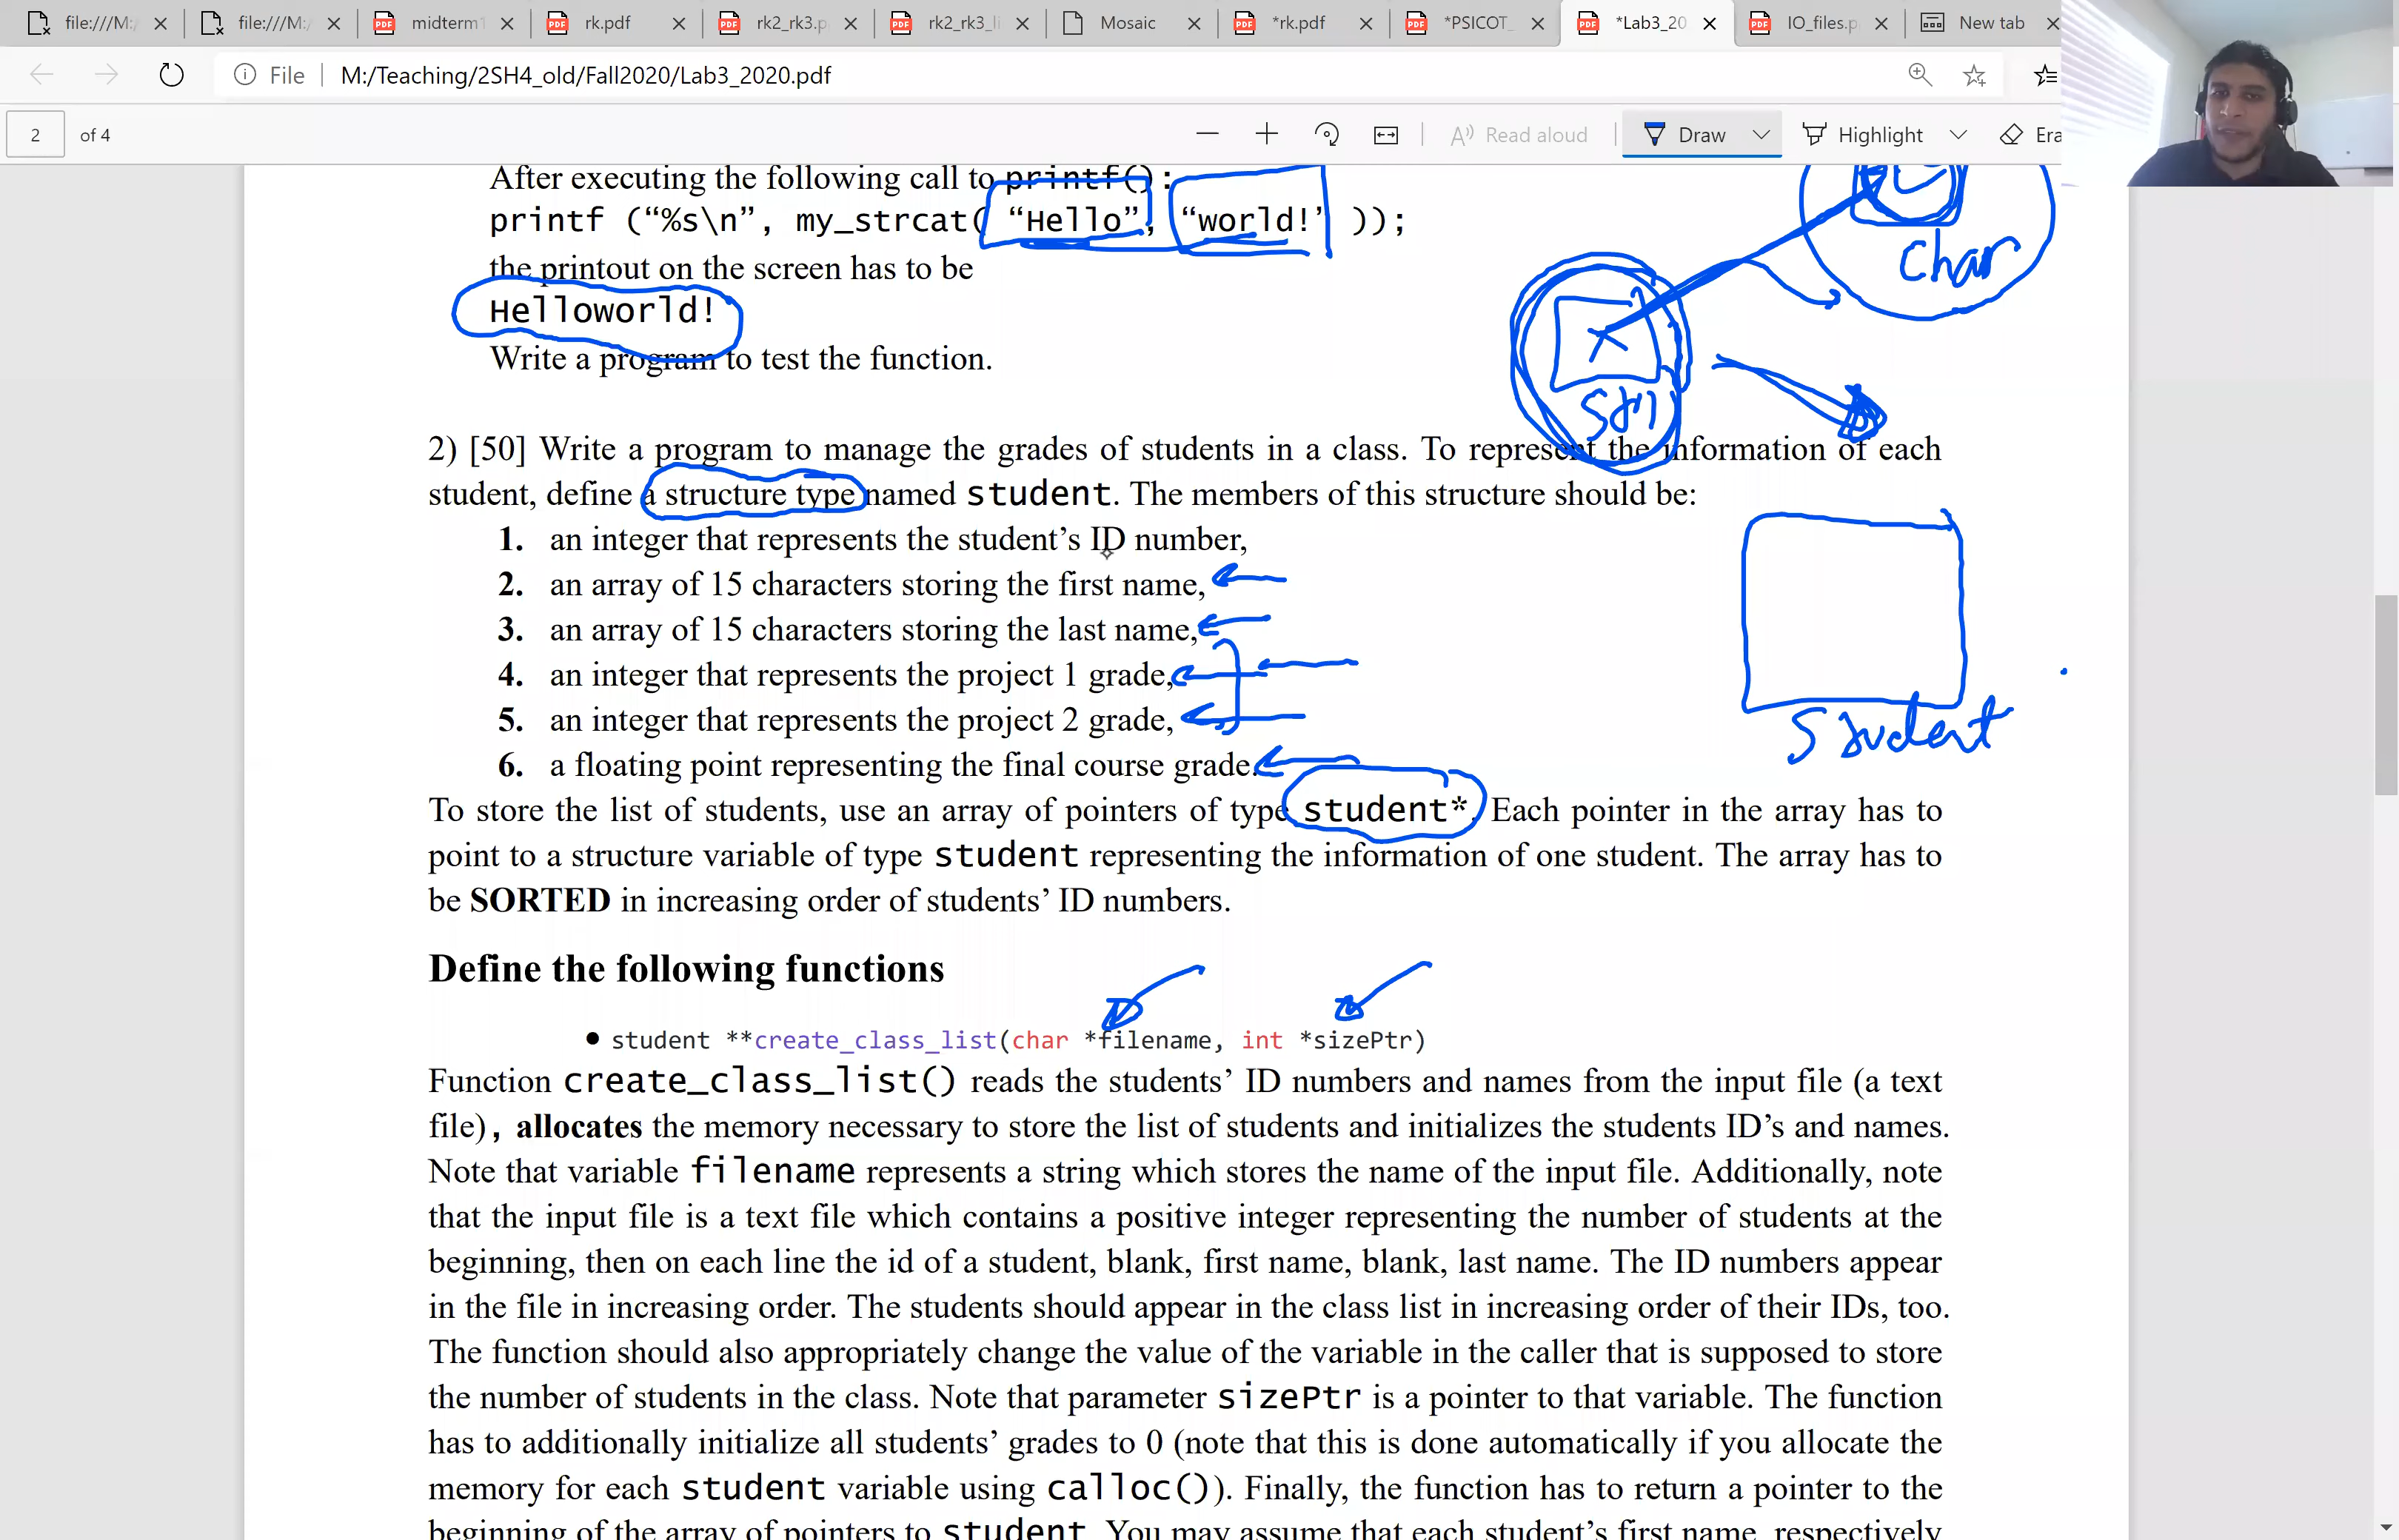 file:///M:/
file:///M:/
midterm1
rk.pdf
rk2_rk3.p
rk2_rk3_li
Mosaic
*rk.pdf
*PSICOT_
*Lab3_20
IO_files.p
New tab
File
M:/Teaching/2SH4_old/Fall2020/Lab3_2020.pdf
2 of 4
Read aloud
Draw
Highlight
Era
After executing the following call to printf():
printf (“%s\n”, my_strcat( “Hello”, “world!” ));
the printout on the screen has to be
Helloworld!
Write a program to test the function.
char
2) [50] Write a program to manage the grades of students in a class. To represent the information of each
student, define a structure type named student. The members of this structure should be:
1. an integer that represents the student’s ID number,
2. an array of 15 characters storing the first name,
3. an array of 15 characters storing the last name,
4. an integer that represents the project 1 grade,
5. an integer that represents the project 2 grade,
6. a floating point representing the final course grade.
Student
To store the list of students, use an array of pointers of type student*. Each pointer in the array has to
point to a structure variable of type student representing the information of one student. The array has to
be SORTED in increasing order of students’ ID numbers.
Define the following functions
• student **create_class_list(char *filename, int *sizePtr)
Function create_class_list() reads the students’ ID numbers and names from the input file (a text
file), allocates the memory necessary to store the list of students and initializes the students ID’s and names.
Note that variable filename represents a string which stores the name of the input file. Additionally, note
that the input file is a text file which contains a positive integer representing the number of students at the
beginning, then on each line the id of a student, blank, first name, blank, last name. The ID numbers appear
in the file in increasing order. The students should appear in the class list in increasing order of their IDs, too.
The function should also appropriately change the value of the variable in the caller that is supposed to store
the number of students in the class. Note that parameter sizePtr is a pointer to that variable. The function
has to additionally initialize all students’ grades to 0 (note that this is done automatically if you allocate the
memory for each student variable using calloc()). Finally, the function has to return a pointer to the
beginning of the array of pointers to student. You may assume that each student’s first name, respectively